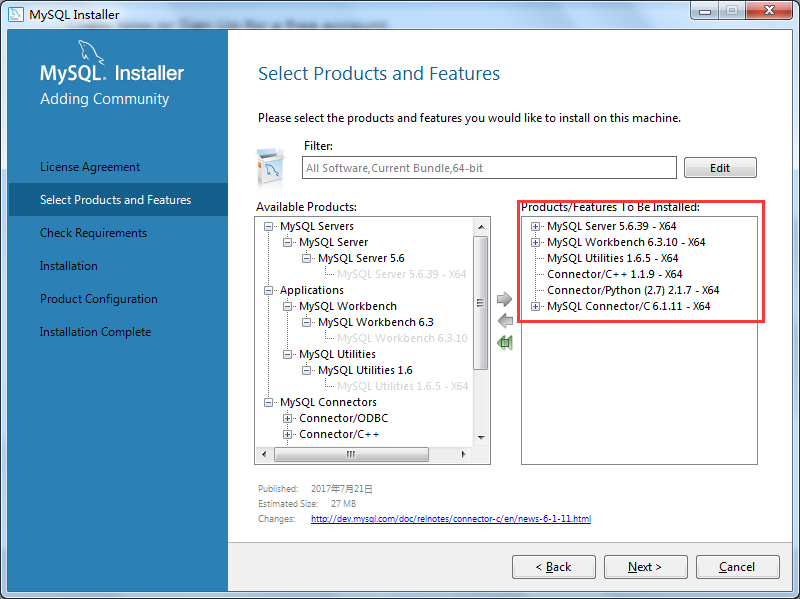 MySQL Installer
MySQL. Installer
Adding Community
License Agreement
Select Products and Features
Check Requirements
Installation
Product Configuration
Installation Complete
Select Products and Features
Please select the products and features you would like to install on this machine.
Filter:
All Software,Current Bundle,64-bit
Edit
Available Products:
MySQL Servers
MySQL Server
MySQL Server 5.6
MySQL Server 5.6.39 - X64
Applications
MySQL Workbench
MySQL Workbench 6.3
MySQL Workbench 6.3.10
MySQL Utilities
MySQL Utilities 1.6
MySQL Utilities 1.6.5 - X64
MySQL Connectors
Connector/ODBC
Connector/C++
Products/Features To Be Installed:
MySQL Server 5.6.39 - X64
MySQL Workbench 6.3.10 - X64
MySQL Utilities 1.6.5 - X64
Connector/C++ 1.1.9 - X64
Connector/Python (2.7) 2.1.7 - X64
MySQL Connector/C 6.1.11 - X64
Published: 2017年7月21日
Estimated Size: 27 MB
Changes: http://dev.mysql.com/doc/relnotes/connector-c/en/news-6-1-11.html
< Back
Next >
Cancel